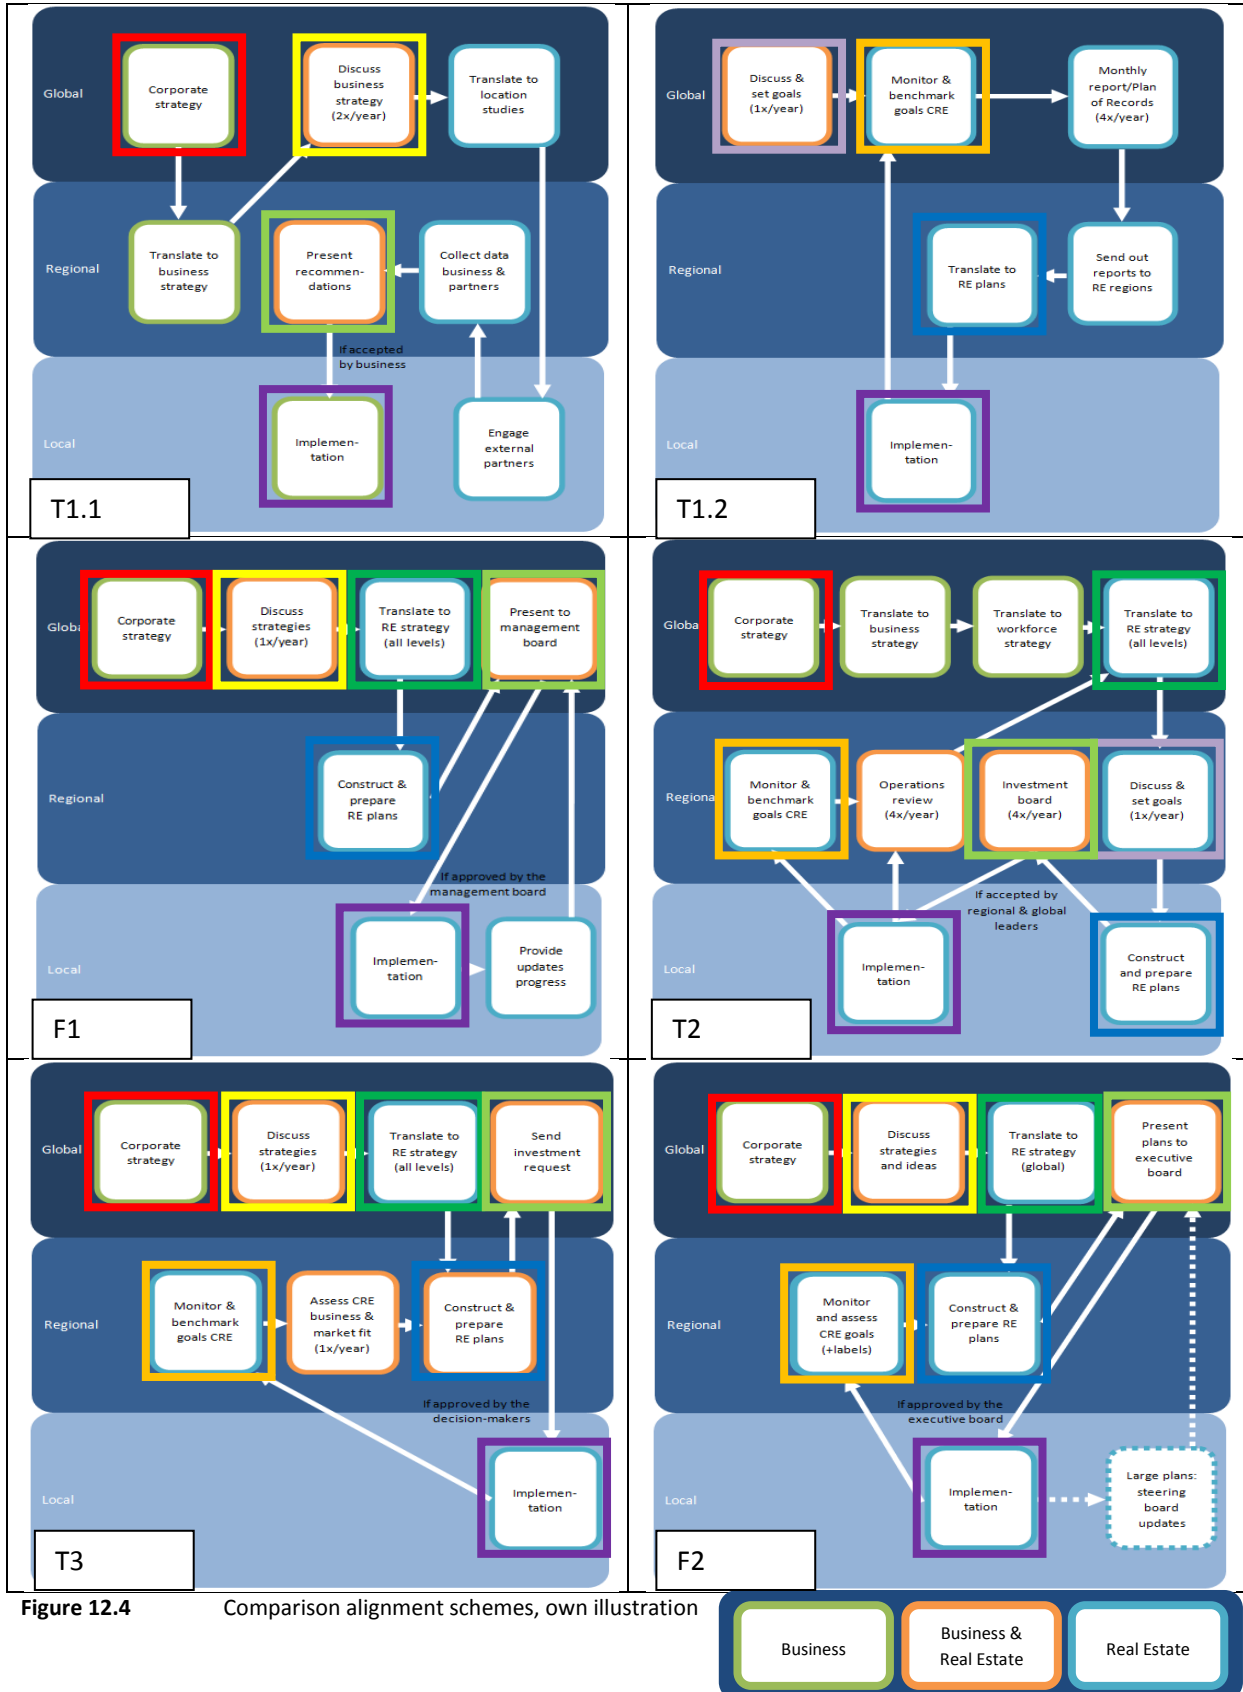 Global
Corporate
strategy
Discuss
business
strategy
(2x/year)
Translate to
location
studies
Regional
Translate to
business
strategy
Present
recommen-
dations
Collect data
business &
partners
If accepted
by business
Local
Implemen-
tation
Engage
external
partners
T1.1
Global
Discuss &
set goals
(1x/year)
Monitor &
benchmark
goals CRE
Monthly
report/Plan
of Records
(4x/year)
Regional
Translate to
RE plans
Send out
reports to
RE regions
Local
Implemen-
tation
T1.2
Global
Corporate
strategy
Discuss
strategies
(1x/year)
Translate to
RE strategy
(all levels)
Present to
management
board
Regional
Construct &
prepare
RE plans
If approved by the
management board
Local
Implemen-
tation
Provide
updates
progress
F1
Global
Corporate
strategy
Translate to
business
strategy
Translate to
workforce
strategy
Translate to
RE strategy
(all levels)
Regional
Monitor &
benchmark
goals CRE
Operations
review
(4x/year)
Investment
board
(4x/year)
Discuss &
set goals
(1x/year)
If accepted by
regional & global
leaders
Local
Implemen-
tation
Construct
and prepare
RE plans
T2
Global
Corporate
strategy
Discuss
strategies
(1x/year)
Translate to
RE strategy
(all levels)
Send
investment
request
Regional
Monitor &
benchmark
goals CRE
Assess CRE
business
& market fit
(1x/year)
Construct &
prepare
RE plans
If approved by the
decision-makers
Local
Implemen-
tation
T3
Global
Corporate
strategy
Discuss
strategies
and ideas
Translate to
RE strategy
(global)
Present
plans to
executive
board
Regional
Monitor
and assess
CRE goals
(+labels)
Construct &
prepare RE
plans
If approved by the
executive board
Local
Implemen-
tation
Large plans:
steering
board
updates
F2
Figure 12.4 Comparison alignment schemes, own illustration
Business
Business &
Real Estate
Real Estate